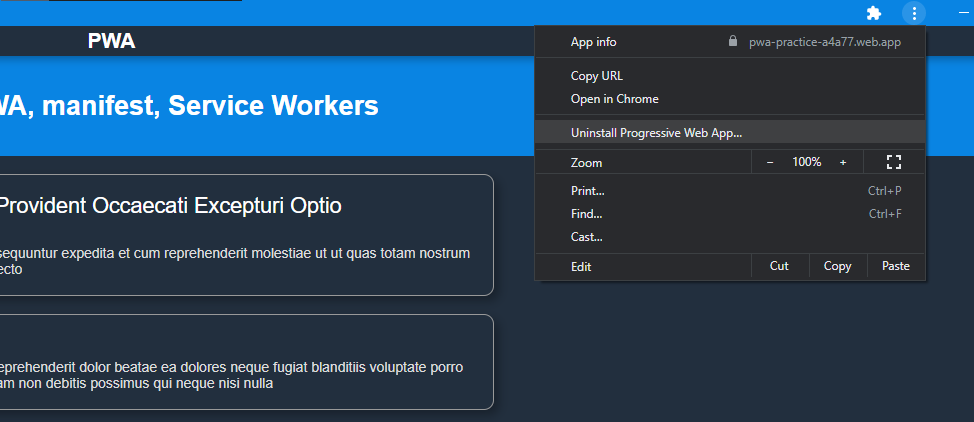 PWA
WA, manifest, Service Workers
Provident Occaecati Excepturi Optio
sequuntur expedita et cum reprehenderit molestiae ut ut quas totam nostrum
ecto
eprehenderit dolor beatae ea dolores neque fugiat blanditiis voluptate porro
am non debitis possimus qui neque nisi nulla
App info pwa-practice-a4a77.web.app
Copy URL
Open in Chrome
Uninstall Progressive Web App...
Zoom − 100% +
Print... Ctrl+P
Find... Ctrl+F
Cast...
Edit Cut Copy Paste